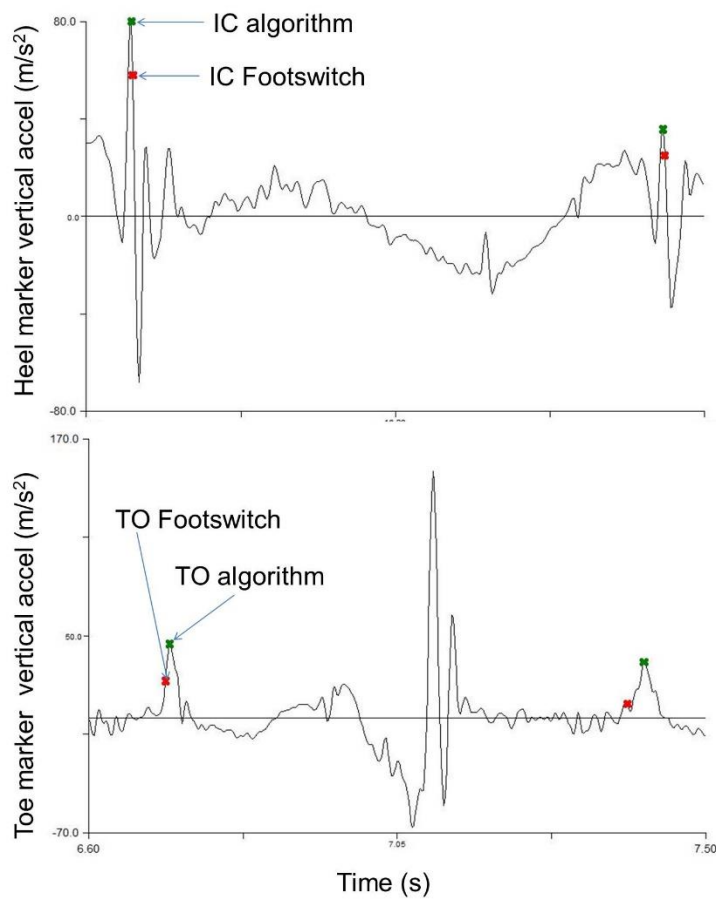 80.0
IC algorithm
IC Footswitch
Heel marker vertical accel (m/s²)
0.0
-80.0
170.0
TO Footswitch
TO algorithm
Toe marker vertical accel (m/s²)
50.0
-70.0
6.60
7.05
7.50
Time (s)